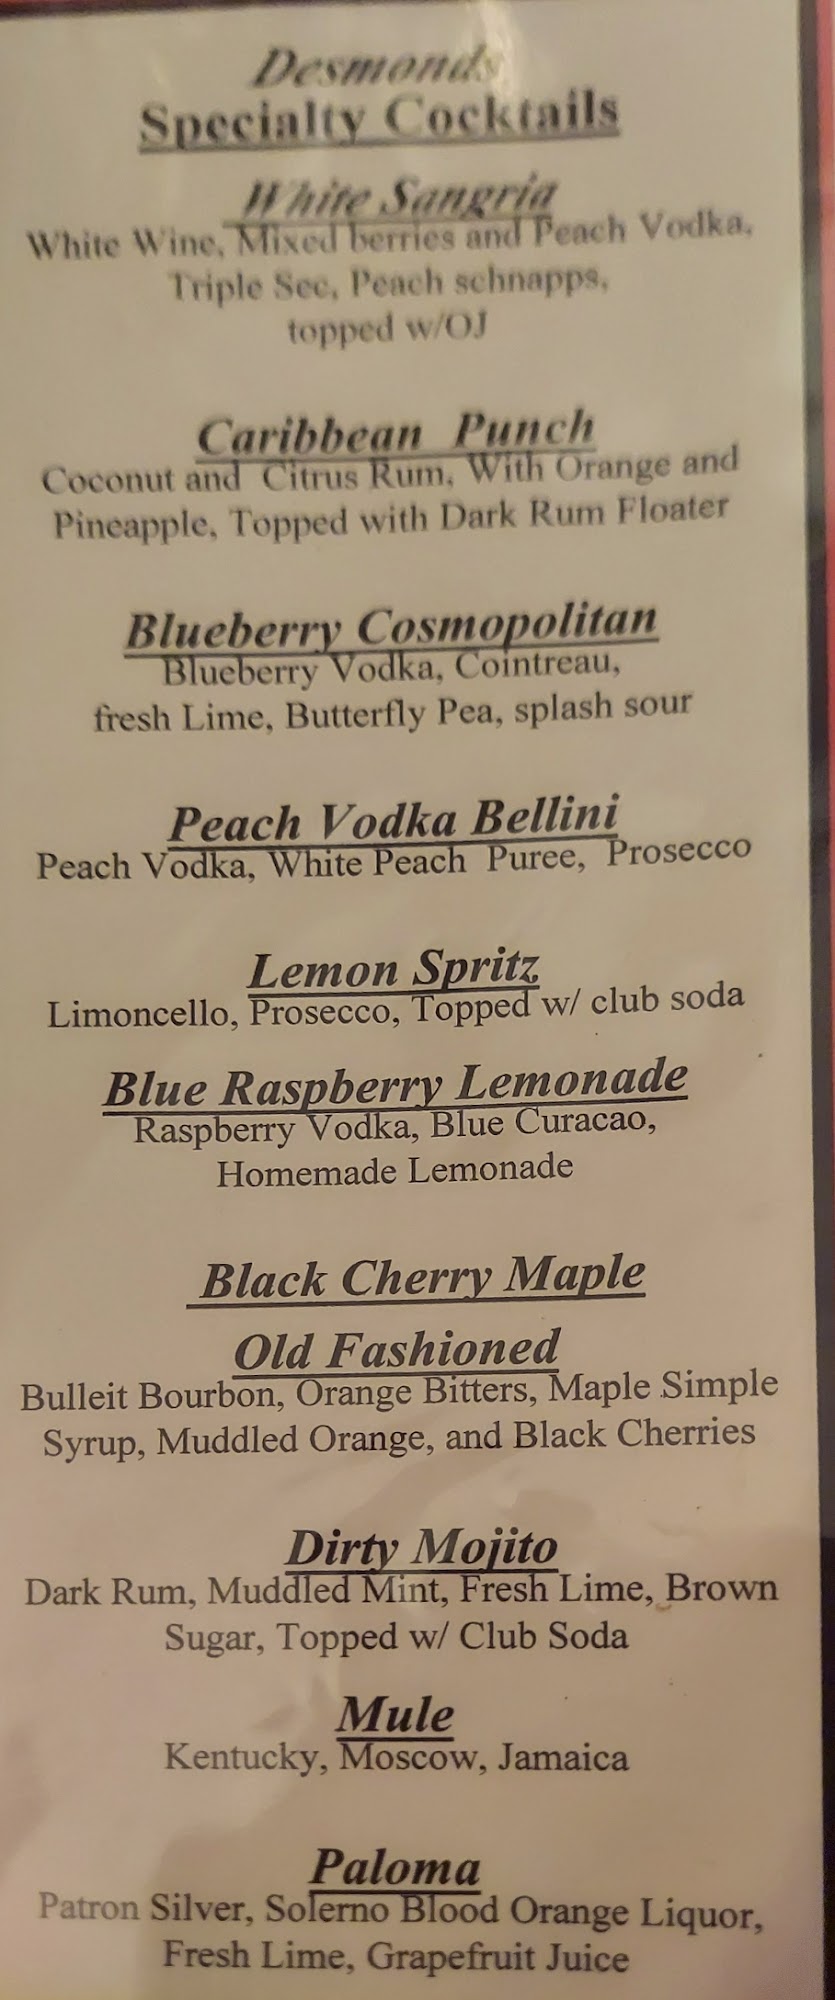 Desmonds
Specialty Cocktails
White Sangria
White Wine, Mixed berries and Peach Vodka,
Triple Sec, Peach schnapps,
topped w/OJ
Caribbean Punch
Coconut and Citrus Rum, With Orange and
Pineapple, Topped with Dark Rum Floater
Blueberry Cosmopolitan
Blueberry Vodka, Cointreau,
fresh Lime, Butterfly Pea, splash sour
Peach Vodka Bellini
Peach Vodka, White Peach Puree, Prosecco
Lemon Spritz
Limoncello, Prosecco, Topped w/ club soda
Blue Raspberry Lemonade
Raspberry Vodka, Blue Curacao,
Homemade Lemonade
Black Cherry Maple
Old Fashioned
Bulleit Bourbon, Orange Bitters, Maple Simple
Syrup, Muddled Orange, and Black Cherries
Dirty Mojito
Dark Rum, Muddled Mint, Fresh Lime, Brown
Sugar, Topped w/ Club Soda
Mule
Kentucky, Moscow, Jamaica
Paloma
Patron Silver, Solerno Blood Orange Liquor,
Fresh Lime, Grapefruit Juice